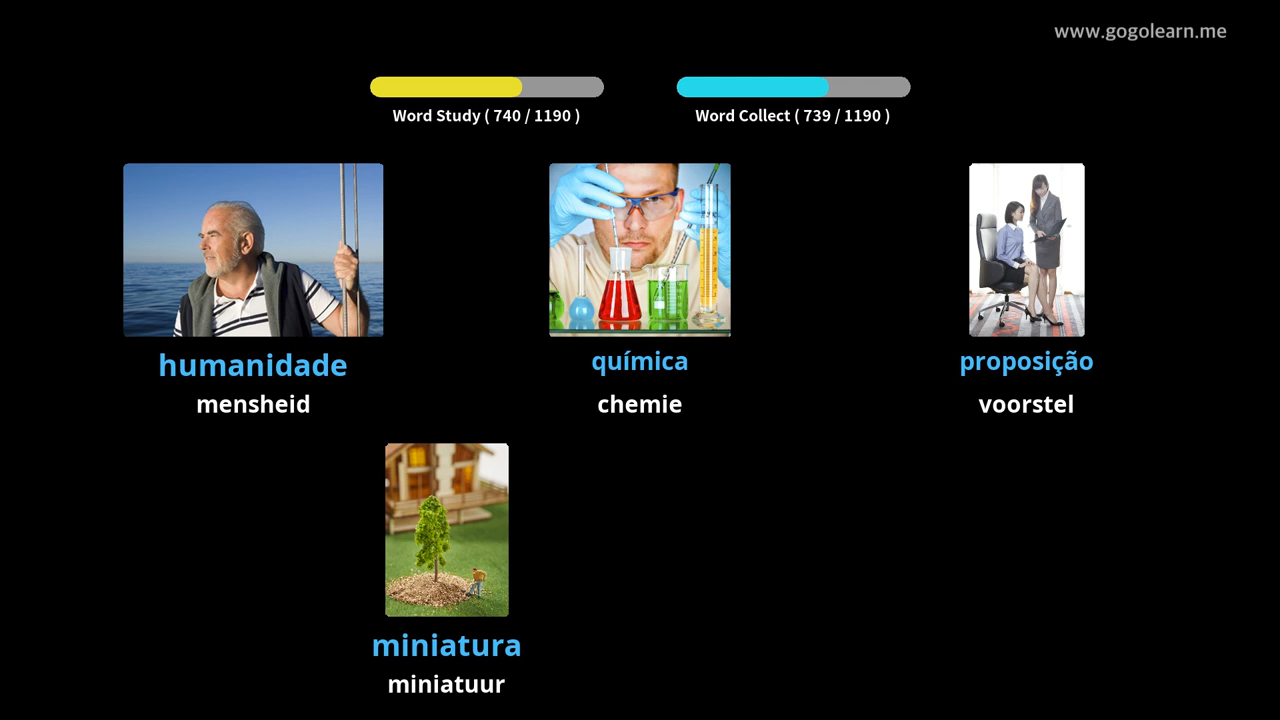 www.gogolearn.me
Word Study ( 740 / 1190 )
Word Collect ( 739 / 1190 )
humanidade
mensheid
química
chemie
proposição
voorstel
miniatura
miniatuur